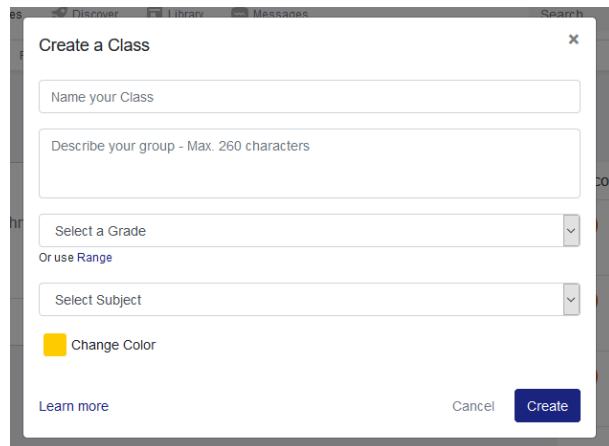 Discover Library Messages Search
Create a Class ×
Name your Class
Describe your group - Max. 260 characters
Select a Grade
Or use Range
Select Subject
Change Color
Learn more Cancel Create